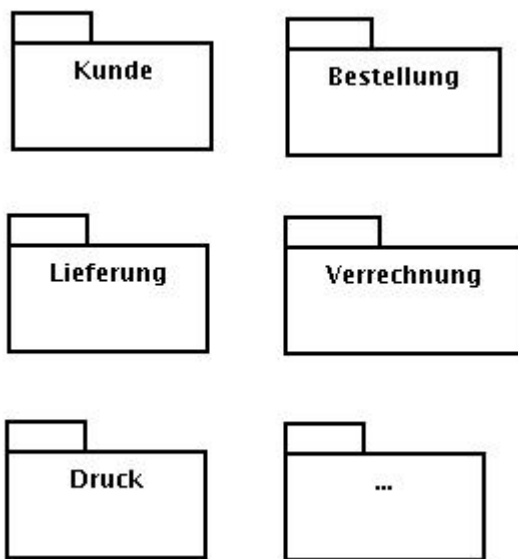 Kunde
Bestellung
Lieferung
Verrechnung
Druck
...